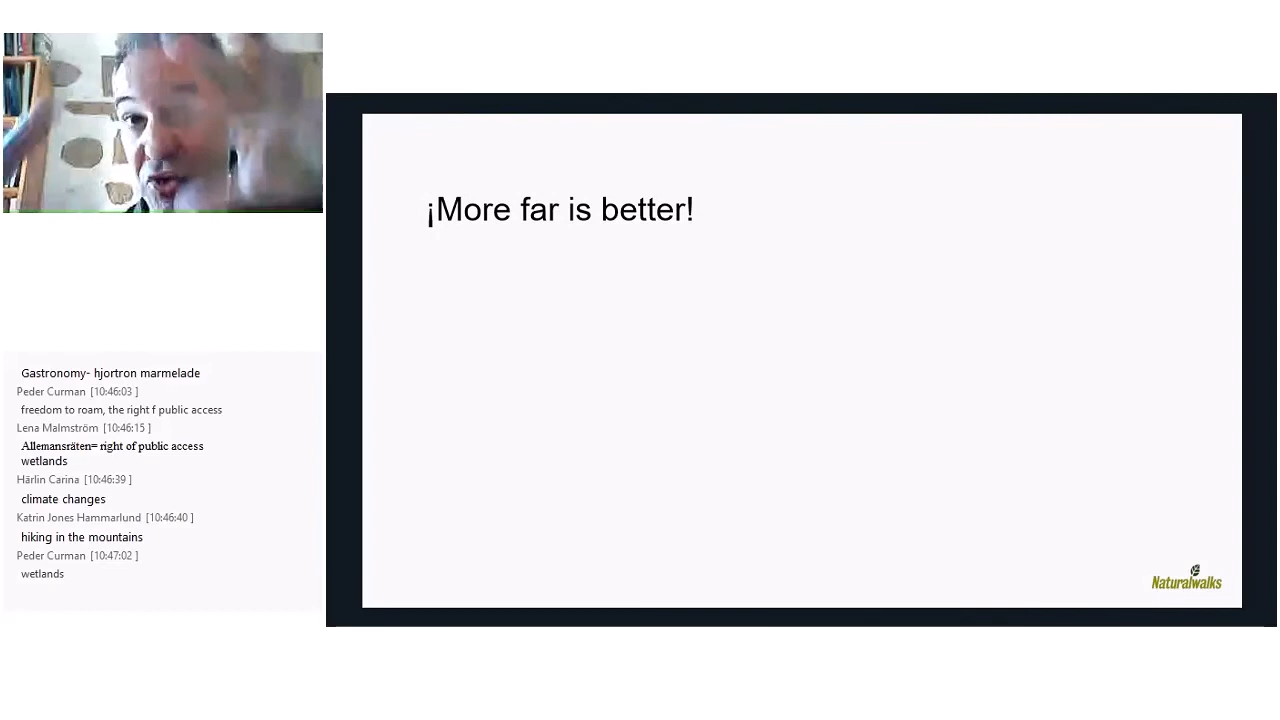 ¡More far is better!
Gastronomy- hjortron marmelade
Peder Curman [10:46:03 ]
freedom to roam, the right f public access
Lena Malmström [10:46:15 ]
Allemansräten= right of public access
wetlands
Härlin Carina [10:46:39 ]
climate changes
Katrin Jones Hammarlund [10:46:40 ]
hiking in the mountains
Peder Curman [10:47:02 ]
wetlands
Naturalwalks